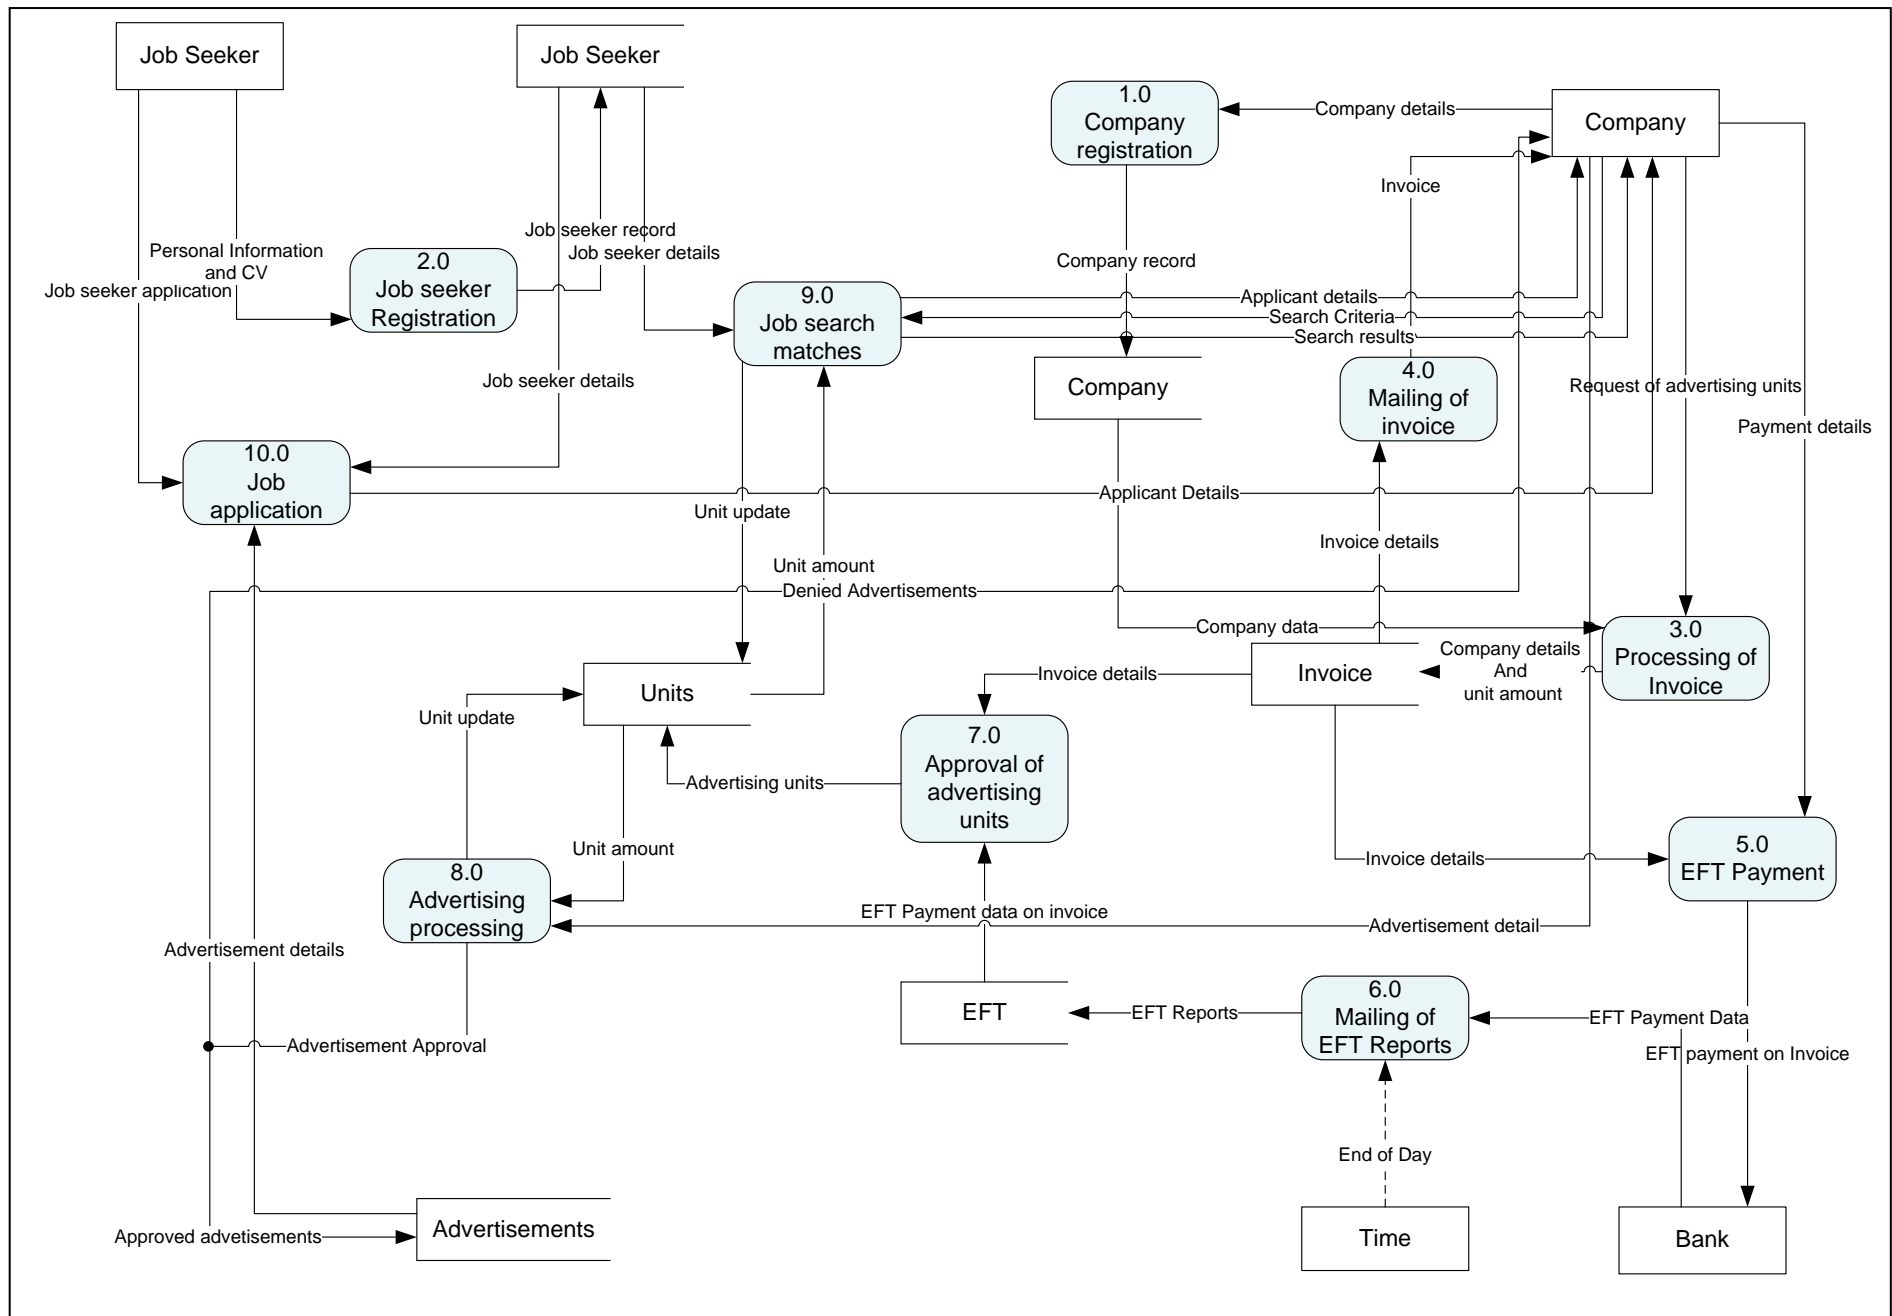 Job Seeker
Job Seeker
1.0
Company
registration
Company details
Company
Invoice
Job seeker record
Job seeker details
Personal Information
and CV
Job seeker application
2.0
Job seeker
Registration
Company record
9.0
Job search
matches
Applicant details
Search Criteria
Search results
Company
4.0
Mailing of
invoice
Request of advertising units
Payment details
Job seeker details
10.0
Job
application
Applicant Details
Unit update
Invoice details
Unit amount
Denied Advertisements
Company data
3.0
Processing of
Invoice
Company details
And
unit amount
Invoice
Invoice details
Units
Unit update
7.0
Approval of
advertising
units
Advertising units
Unit amount
8.0
Advertising
processing
Invoice details
5.0
EFT Payment
EFT Payment data on invoice
Advertisement detail
Advertisement details
EFT
EFT Reports
6.0
Mailing of
EFT Reports
EFT Payment Data
EFT payment on Invoice
Advertisement Approval
End of Day
Approved advetisements
Advertisements
Time
Bank